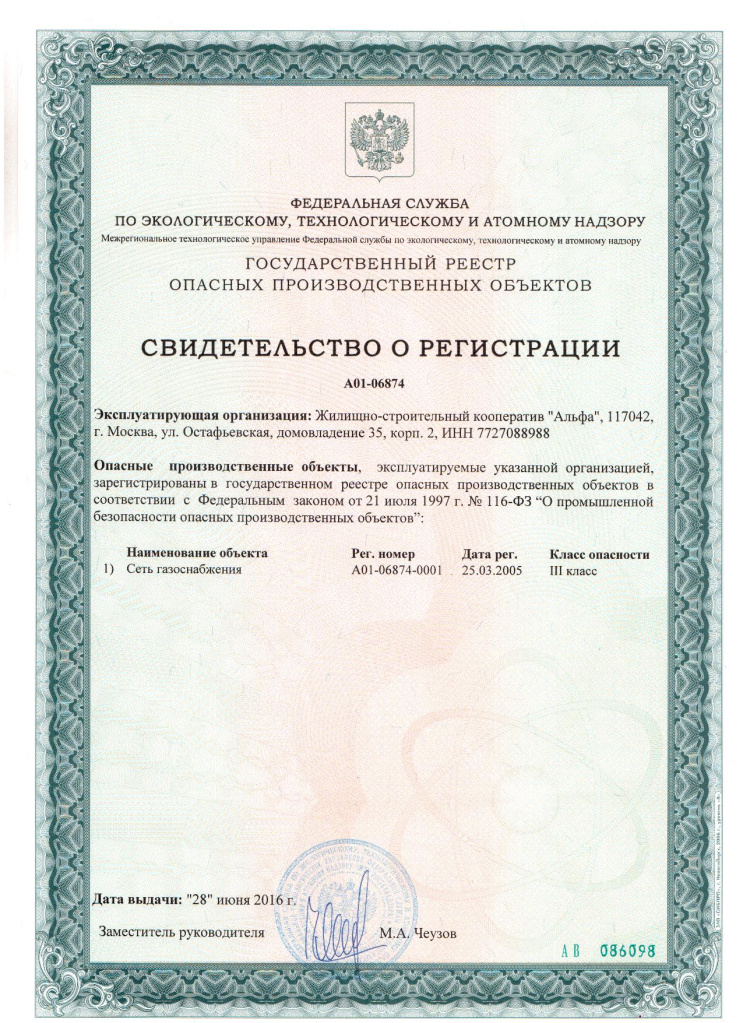 ФЕДЕРАЛЬНАЯ СЛУЖБА
ПО ЭКОЛОГИЧЕСКОМУ, ТЕХНОЛОГИЧЕСКОМУ И АТОМНОМУ НАДЗОРУ
Межрегиональное технологическое управление Федеральной службы по экологическому, технологическому и атомному надзору
ГОСУДАРСТВЕННЫЙ РЕЕСТР
ОПАСНЫХ ПРОИЗВОДСТВЕННЫХ ОБЪЕКТОВ
СВИДЕТЕЛЬСТВО О РЕГИСТРАЦИИ
А01-06874
Эксплуатирующая организация: Жилищно-строительный кооператив "Альфа", 117042,
г. Москва, ул. Остафьевская, домовладение 35, корп. 2, ИНН 7727088988
Опасные производственные объекты, эксплуатируемые указанной организацией,
зарегистрированы в государственном реестре опасных производственных объектов в
соответствии с Федеральным законом от 21 июля 1997 г. № 116-ФЗ “О промышленной
безопасности опасных производственных объектов”:
Наименование объекта Рег. номер Дата рег. Класс опасности
1) Сеть газоснабжения А01-06874-0001 25.03.2005 III класс
Дата выдачи: "28" июня 2016 г.
Заместитель руководителя М.А. Чеузов
АВ 086098